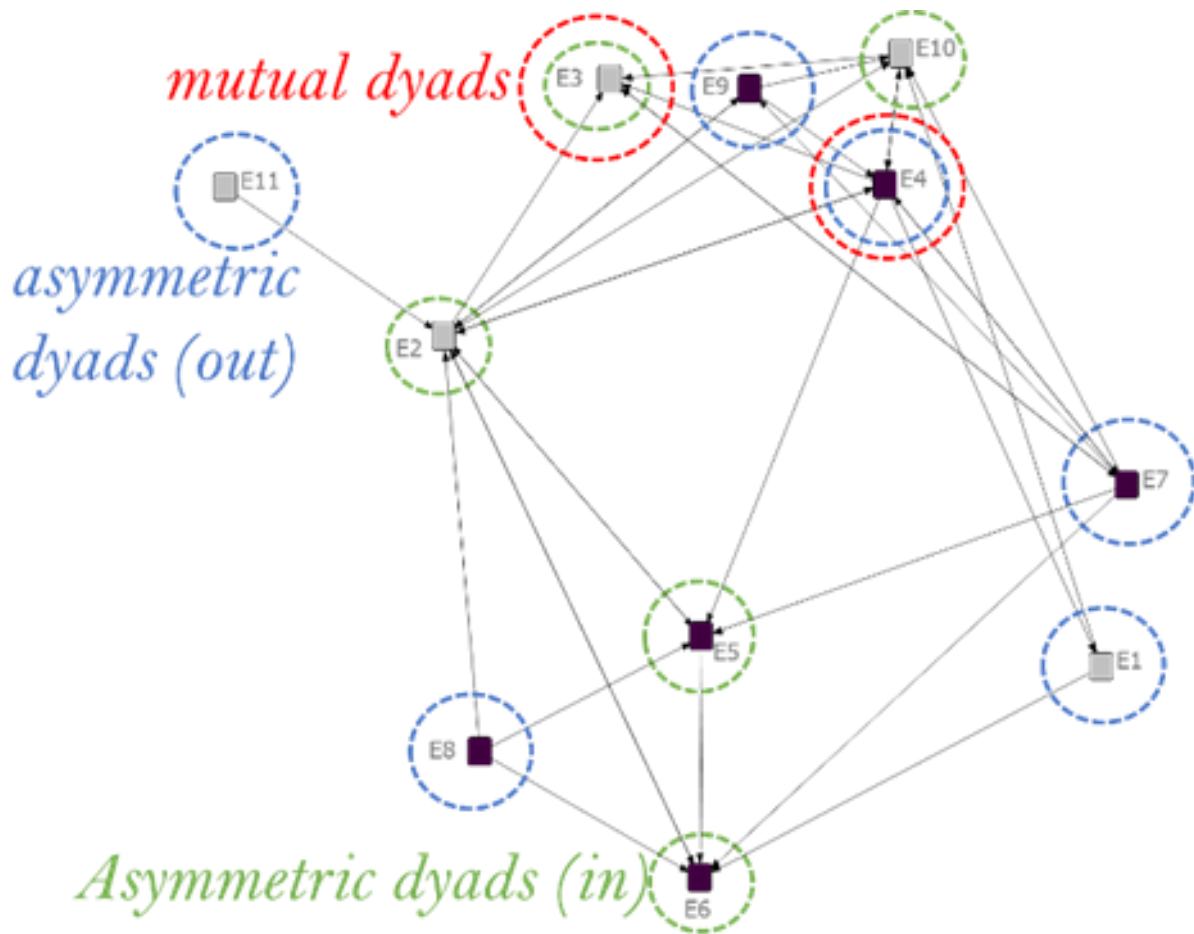 E10
mutual dyads
E3
E9
E11
E4
asymmetric
dyads (out)
E2
E7
E5
E1
E8
Asymmetric dyads (in)
E6